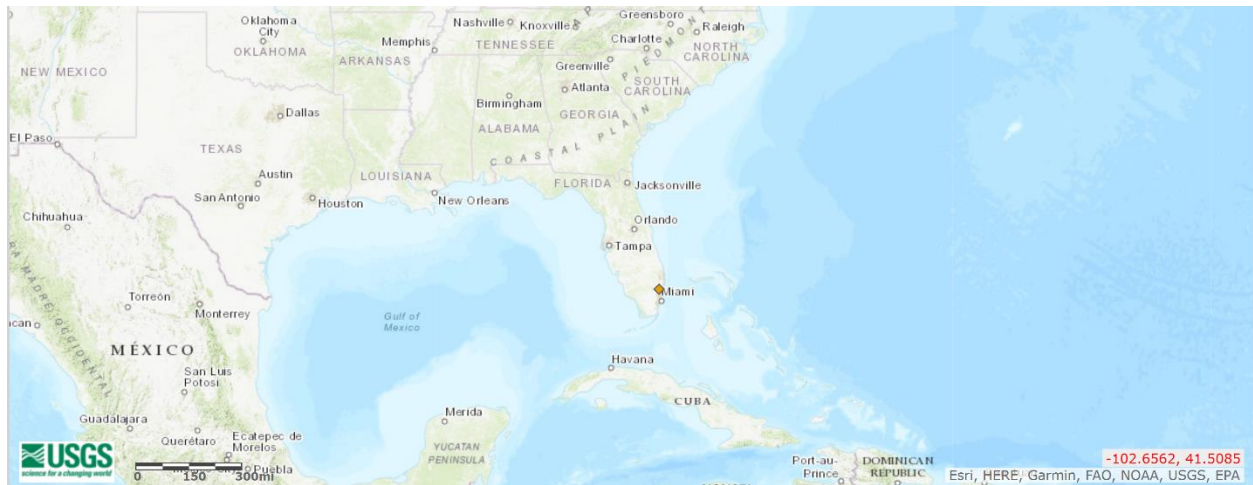 Oklahoma
City
OKLAHOMA
Nashville
Knoxville
Greensboro
Raleigh
Memphis
TENNESSEE
Charlotte
NORTH
CAROLINA
ARKANSAS
Greenville
PIEDMONT
NEW MEXICO
Atlanta
SOUTH
CAROLINA
Birmingham
Dallas
GEORGIA
ALABAMA
El Paso
COASTAL PLAIN
TEXAS
LOUISIANA
Austin
FLORIDA
Jacksonville
San Antonio
Houston
New Orleans
Chihuahua
Orlando
Tampa
Miami
Torreón
Monterrey
Gulf of
Mexico
MÉXICO
Havana
San Luis
Potosi
CUBA
Guadalajara
Merida
Querétaro
Ecatepec de
Morelos
YUCATAN
PENINSULA
Puebla
USGS
science for a changing world
0 150 300mi
Port-au-
Prince
DOMINICAN
REPUBLIC
-102.6562, 41.5085
Esri, HERE, Garmin, FAO, NOAA, USGS, EPA